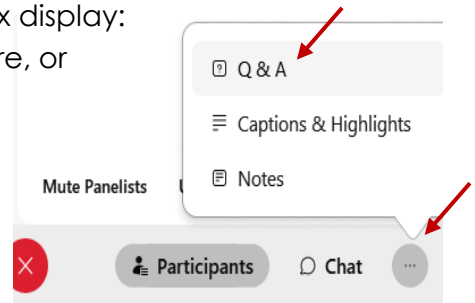 x display:
re, or
Q & A
Captions & Highlights
Notes
Mute Panelists
Participants
Chat